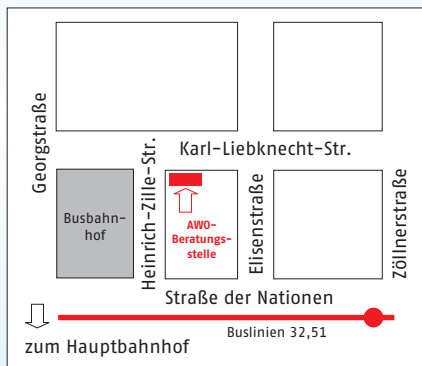 Georgstraße
Karl-Liebknecht-Str.
Heinrich-Zille-Str.
Busbahn-
hof
AWO-
Beratungs-
stelle
Elisenstraße
Zöllnerstraße
Straße der Nationen
Buslinien 32,51
zum Hauptbahnhof